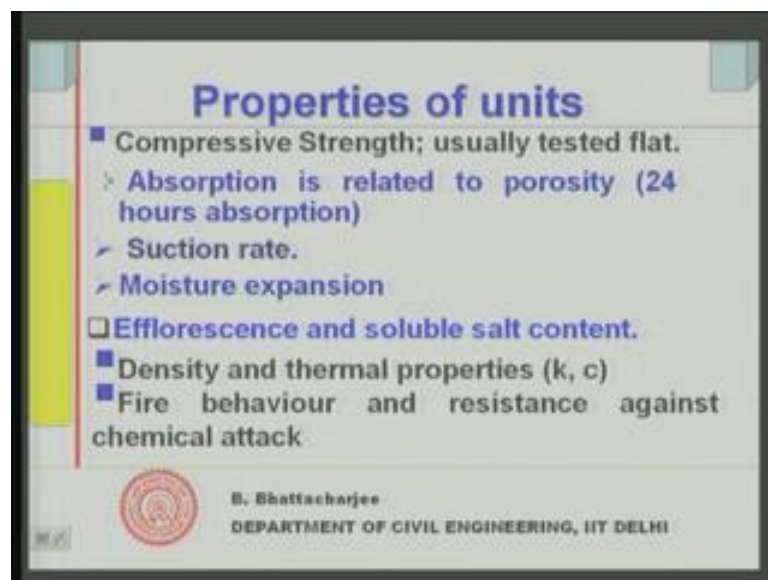 Properties of units
Compressive Strength; usually tested flat.
Absorption is related to porosity (24
hours absorption)
Suction rate.
Moisture expansion
Efflorescence and soluble salt content.
Density and thermal properties (k, c)
Fire behaviour and resistance against
chemical attack
B. Bhattacharjee
DEPARTMENT OF CIVIL ENGINEERING, IIT DELHI